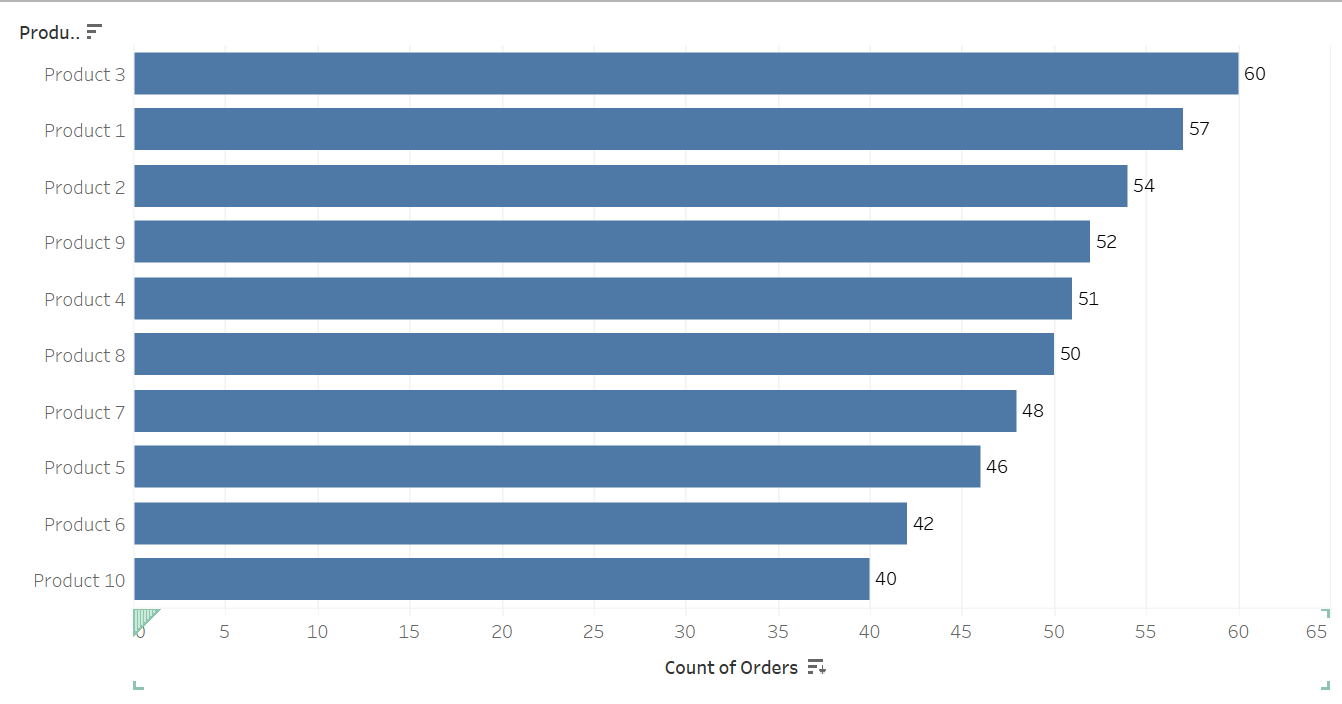 Produ..
Product 3 60
Product 1 57
Product 2 54
Product 9 52
Product 4 51
Product 8 50
Product 7 48
Product 5 46
Product 6 42
Product 10 40
0 5 10 15 20 25 30 35 40 45 50 55 60 65
Count of Orders